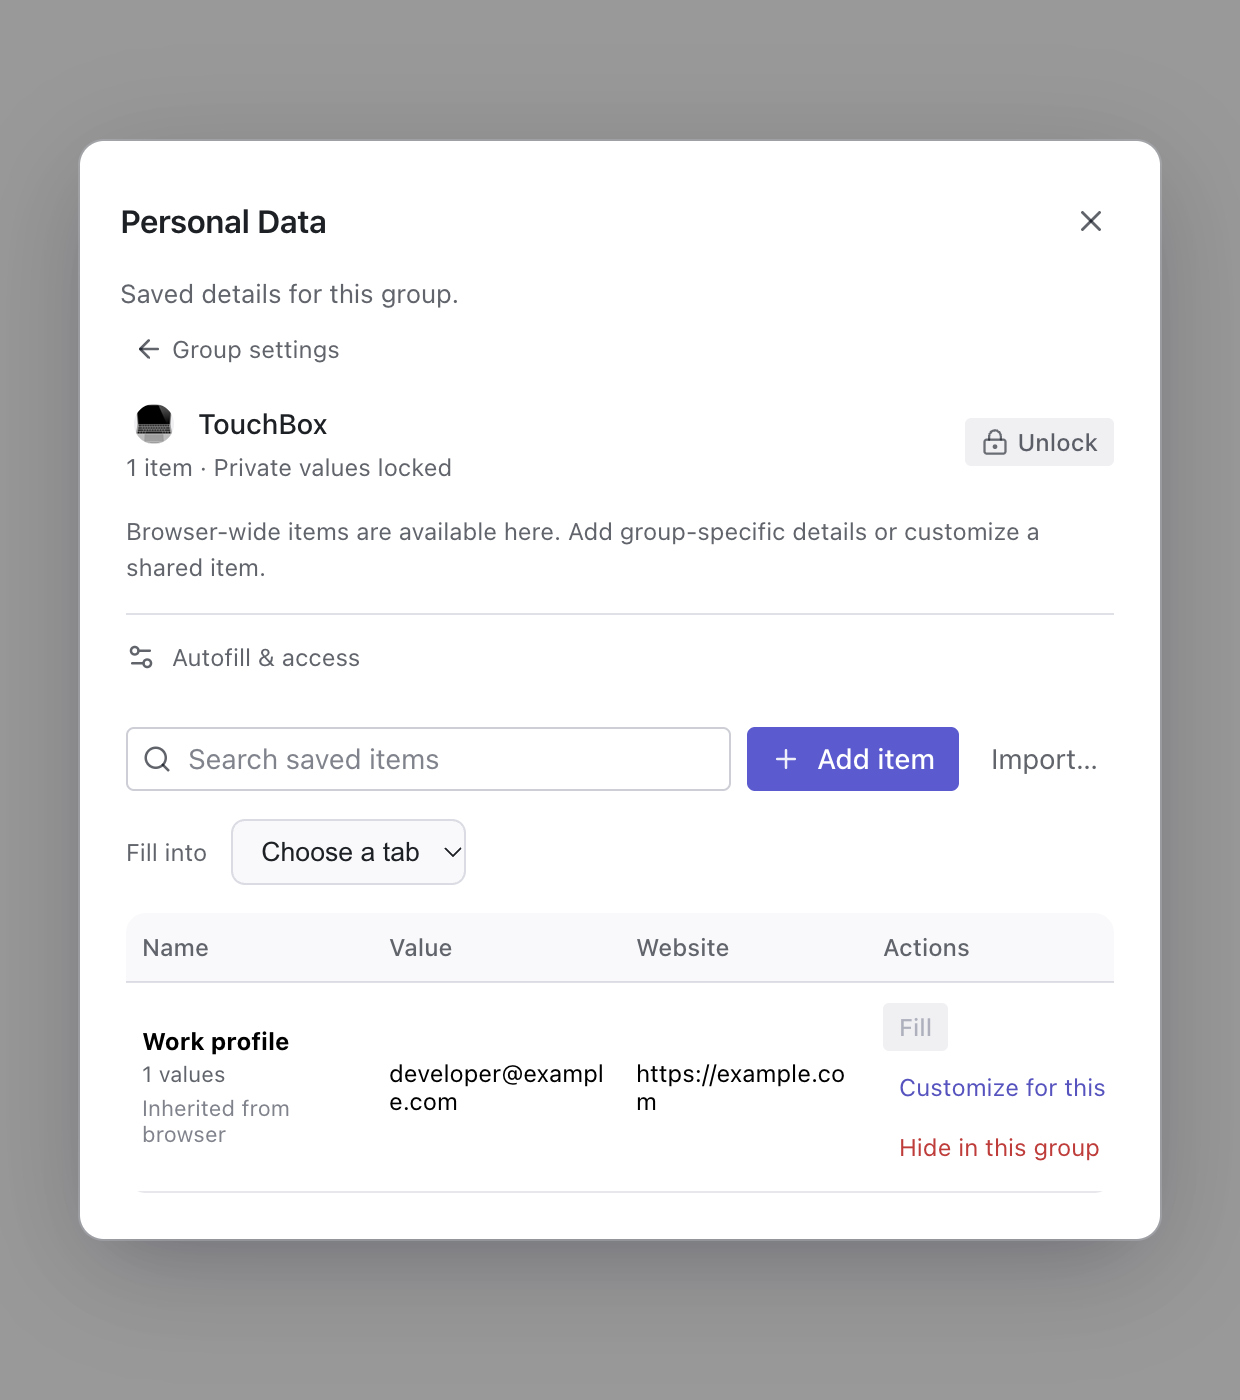 Personal Data
Saved details for this group.
Group settings
TouchBox
1 item · Private values locked
Unlock
Browser-wide items are available here. Add group-specific details or customize a
shared item.
Autofill & access
Search saved items
Add item
Import...
Fill into
Choose a tab
Name
Value
Website
Actions
Work profile
1 values
Inherited from
browser
developer@exampl
e.com
https://example.co
m
Fill
Customize for this
Hide in this group